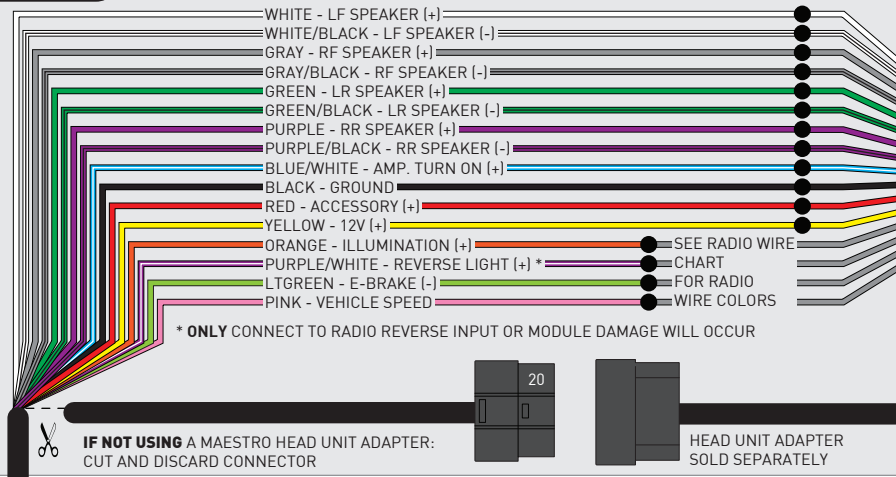 WHITE - LF SPEAKER (+)
WHITE/BLACK - LF SPEAKER (-)
GRAY - RF SPEAKER (+)
GRAY/BLACK - RF SPEAKER (-)
GREEN - LR SPEAKER (+)
GREEN/BLACK - LR SPEAKER (-)
PURPLE - RR SPEAKER (+)
PURPLE/BLACK - RR SPEAKER (-)
BLUE/WHITE - AMP. TURN ON (+)
BLACK - GROUND
RED - ACCESSORY (+)
YELLOW - 12V (+)
ORANGE - ILLUMINATION (+)
PURPLE/WHITE - REVERSE LIGHT (+) *
LTGREEN - E-BRAKE (-)
PINK - VEHICLE SPEED
SEE RADIO WIRE
CHART
FOR RADIO
WIRE COLORS
* ONLY CONNECT TO RADIO REVERSE INPUT OR MODULE DAMAGE WILL OCCUR
20
IF NOT USING A MAESTRO HEAD UNIT ADAPTER:
CUT AND DISCARD CONNECTOR
HEAD UNIT ADAPTER
SOLD SEPARATELY